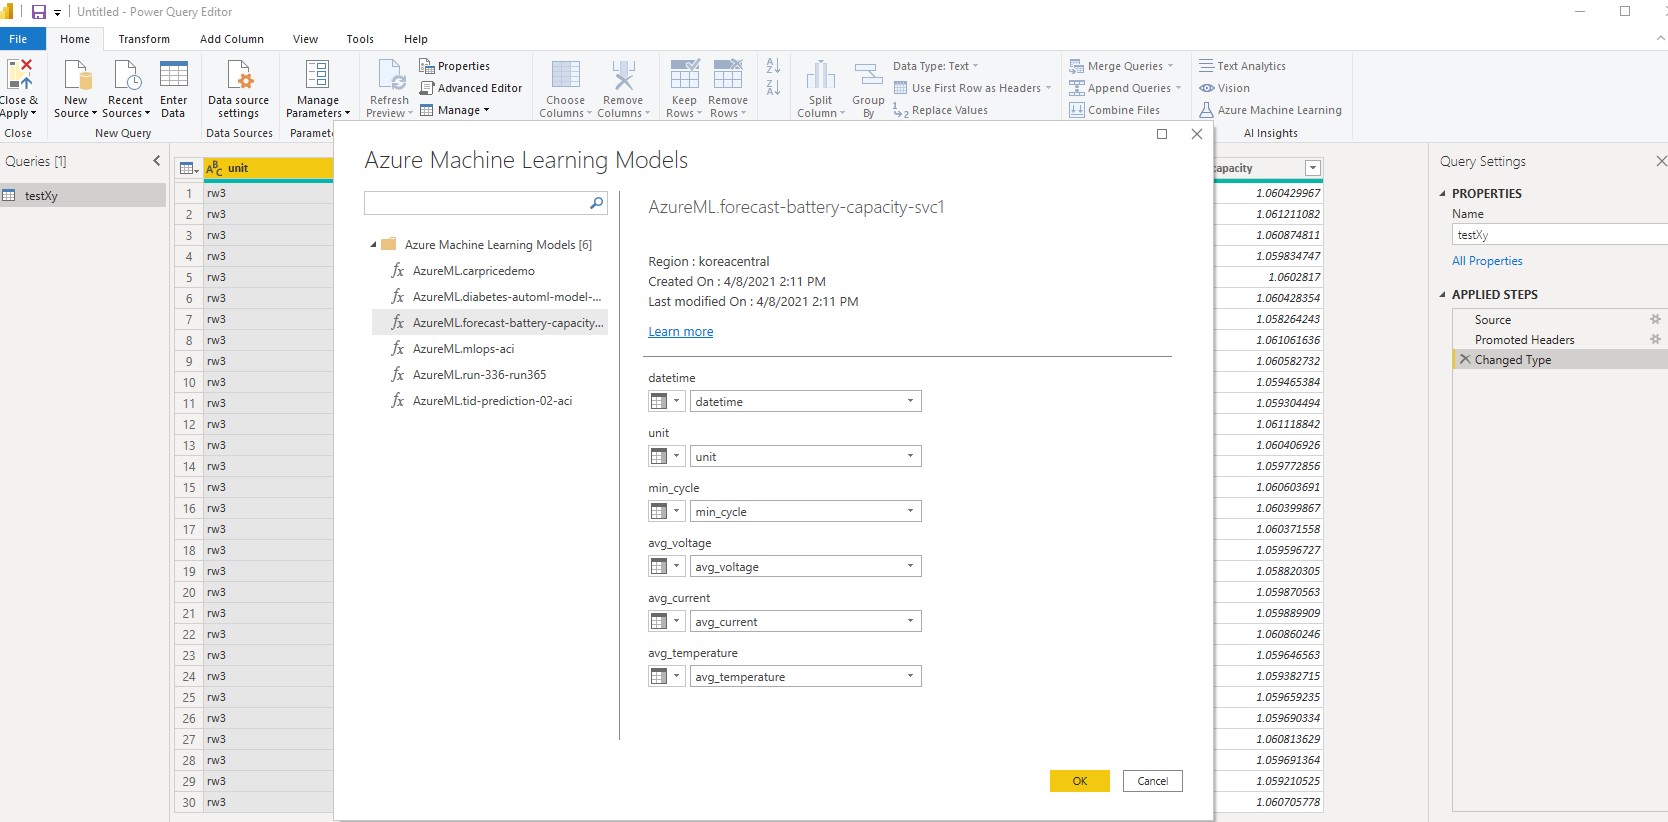 Untitled - Power Query Editor
File Home Transform Add Column View Tools Help
Close & Apply
New Source
Recent Sources
Enter Data
Data source settings
Manage Parameters
Refresh Preview
Properties
Advanced Editor
Manage
Choose Columns
Remove Columns
Keep Rows
Remove Rows
Split Column
Group By
Data Type: Text
Use First Row as Headers
Replace Values
Merge Queries
Append Queries
Combine Files
Text Analytics
Vision
Azure Machine Learning
Close New Query Data Sources AI Insights
Queries [1]
testXy
unit
1 rw3
2 rw3
3 rw3
4 rw3
5 rw3
6 rw3
7 rw3
8 rw3
9 rw3
10 rw3
11 rw3
12 rw3
13 rw3
14 rw3
15 rw3
16 rw3
17 rw3
18 rw3
19 rw3
20 rw3
21 rw3
22 rw3
23 rw3
24 rw3
25 rw3
26 rw3
27 rw3
28 rw3
29 rw3
30 rw3
Azure Machine Learning Models
Azure Machine Learning Models [6]
AzureML.carpricedemo
AzureML.diabetes-automl-model-...
AzureML.forecast-battery-capacity...
AzureML.mlops-aci
AzureML.run-336-run365
AzureML.tid-prediction-02-aci
AzureML.forecast-battery-capacity-svc1
Region : koreacentral
Created On : 4/8/2021 2:11 PM
Last modified On : 4/8/2021 2:11 PM
Learn more
datetime
datetime
unit
unit
min_cycle
min_cycle
avg_voltage
avg_voltage
avg_current
avg_current
avg_temperature
avg_temperature
OK Cancel
1.060429967
1.061211082
1.060874811
1.059834747
1.0602817
1.060428354
1.058264243
1.061061636
1.060582732
1.059465384
1.059304494
1.061118842
1.060406926
1.059772856
1.060603691
1.060399867
1.060371558
1.059596727
1.058820305
1.059870563
1.059889909
1.060860246
1.059646563
1.059382715
1.059659235
1.059690334
1.060813629
1.059691364
1.059210525
1.060705778
Query Settings
PROPERTIES
Name
testXy
All Properties
APPLIED STEPS
Source
Promoted Headers
Changed Type